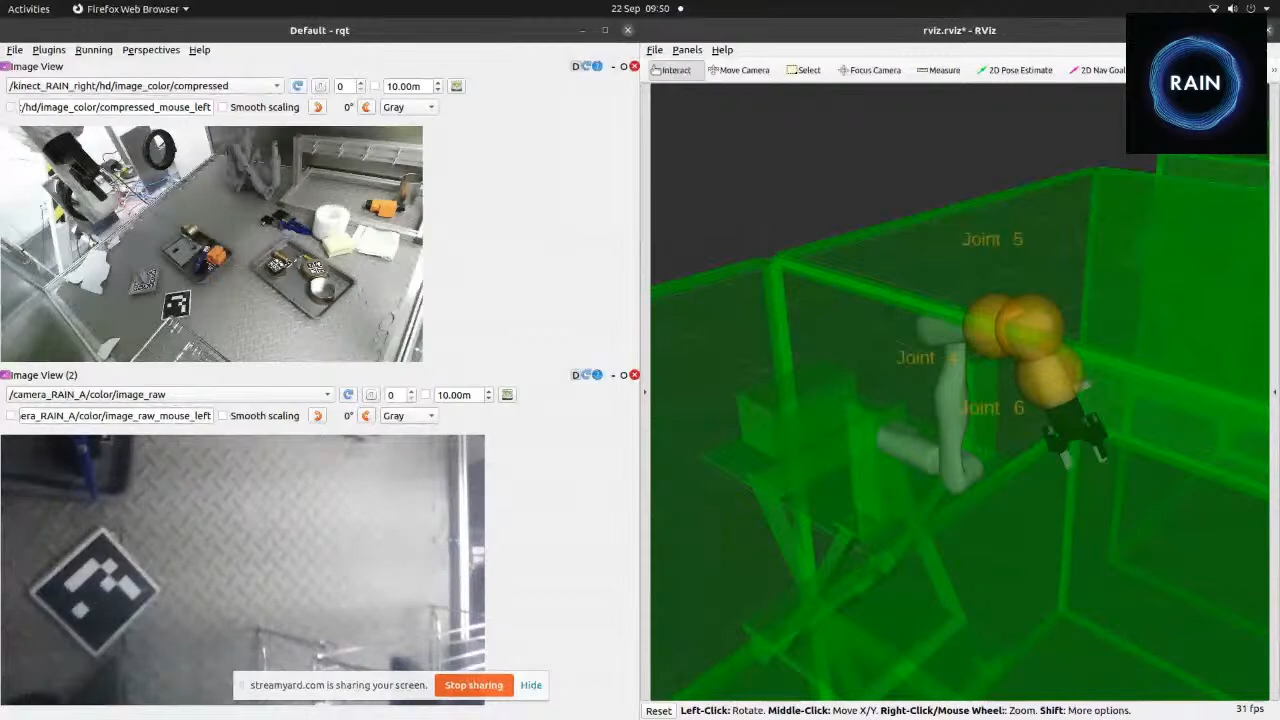 Activities
Firefox Web Browser
22 Sep 09:50
Default - rqt
File Plugins Running Perspectives Help
Image View
/kinect_RAIN_right/hd/image_color/compressed
0
10.00m
/hd/image_color/compressed_mouse_left
Smooth scaling
0°
Gray
Image View (2)
/camera_RAIN_A/color/image_raw
0
10.00m
era_RAIN_A/color/image_raw_mouse_left
Smooth scaling
0°
Gray
streamyard.com is sharing your screen.
Stop sharing
Hide
rviz.rviz* - RViz
File Panels Help
Interact Move Camera Select Focus Camera Measure 2D Pose Estimate 2D Nav Goal
RAIN
Joint 5
Joint 4
Joint 6
Reset Left-Click: Rotate. Middle-Click: Move X/Y. Right-Click/Mouse Wheel:: Zoom. Shift: More options.
31 fps